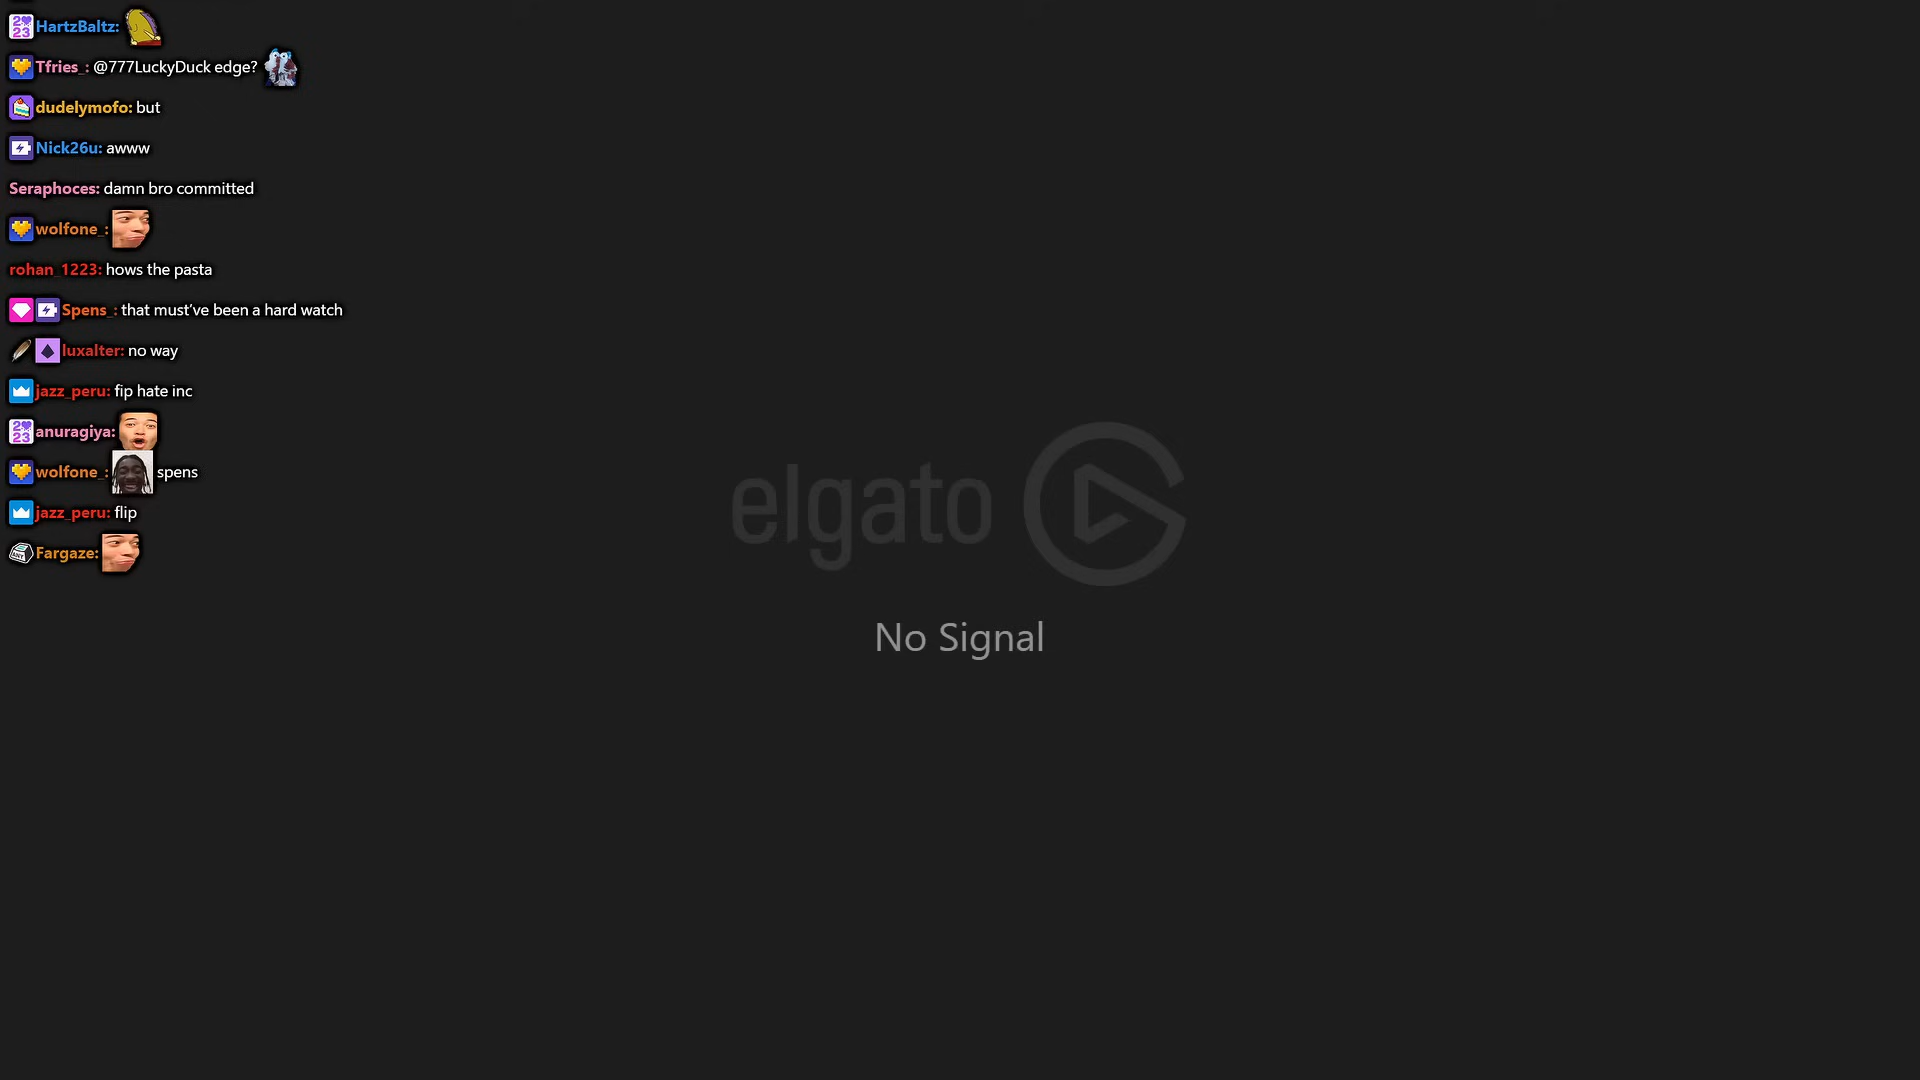 HartzBaltz:
Tfries_: @777LuckyDuck edge?
dudelymofo: but
Nick26u: awww
Seraphoces: damn bro committed
wolfone_:
rohan_1223: hows the pasta
Spens_: that must've been a hard watch
luxalter: no way
jazz_peru: fip hate inc
anuragiya:
wolfone_: spens
jazz_peru: flip
Fargaze:
elgato
No Signal